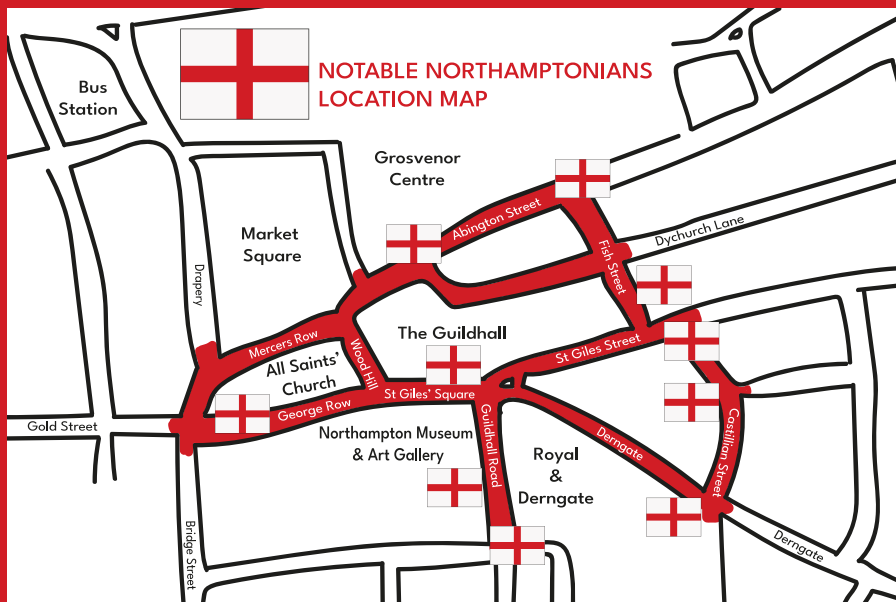 NOTABLE NORTHAMPTONIANS
LOCATION MAP
Bus
Station
Grosvenor
Centre
Abington Street
Dychurch Lane
Market
Square
Fish Street
Drapery
The Guildhall
Mercers Row
Wood Hill
St Giles Street
All Saints'
Church
St Giles' Square
George Row
Gold Street
Guildhall Road
Northampton Museum
& Art Gallery
Royal
&
Derngate
Derngate
Castillian Street
Bridge Street
Derngate